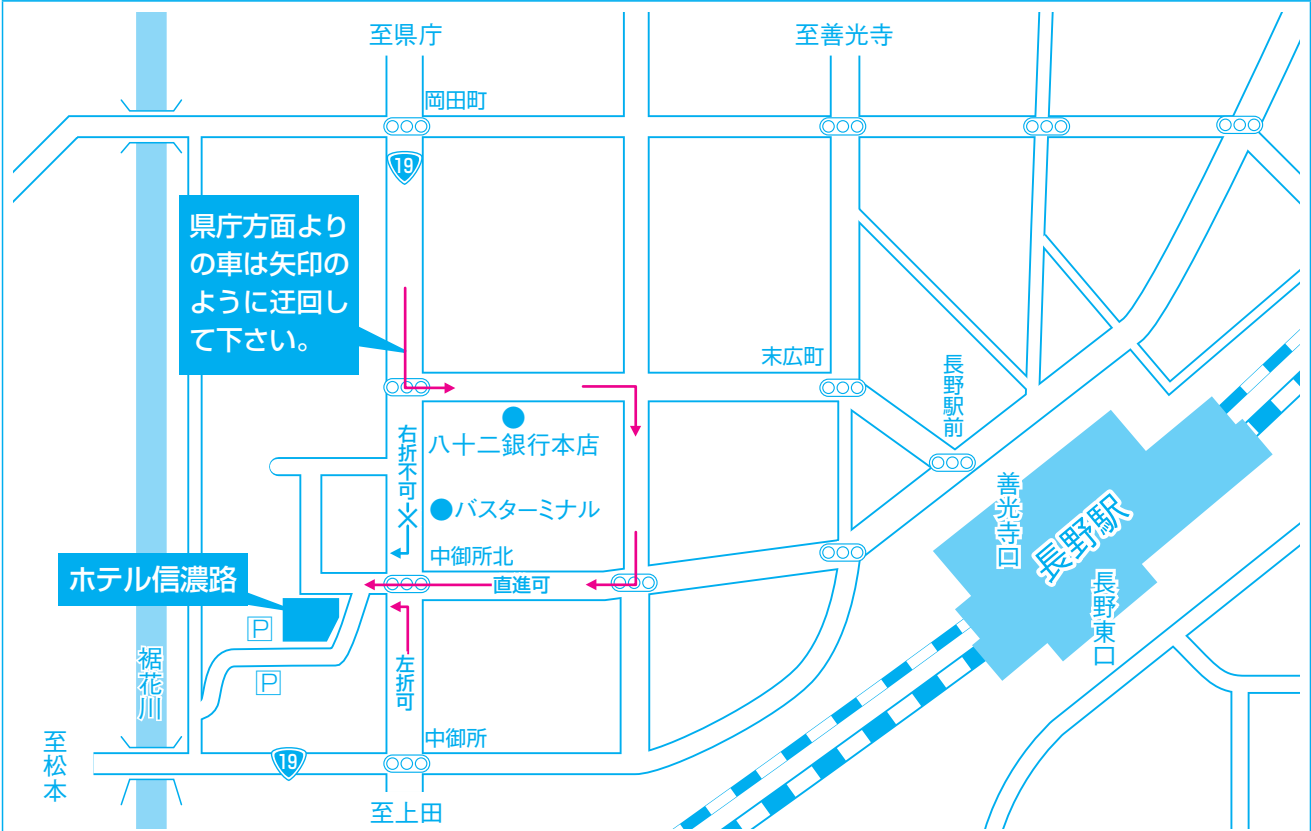 至県庁
至善光寺
岡田町
19
県庁方面より
の車は矢印の
ように迂回し
て下さい。
末広町
長野駅前
八十二銀行本店
右折不可
バスターミナル
善光寺口
長野駅
長野東口
中御所北
直進可
ホテル信濃路
P
P
裾花川
左折可
中御所
至松本
19
至上田